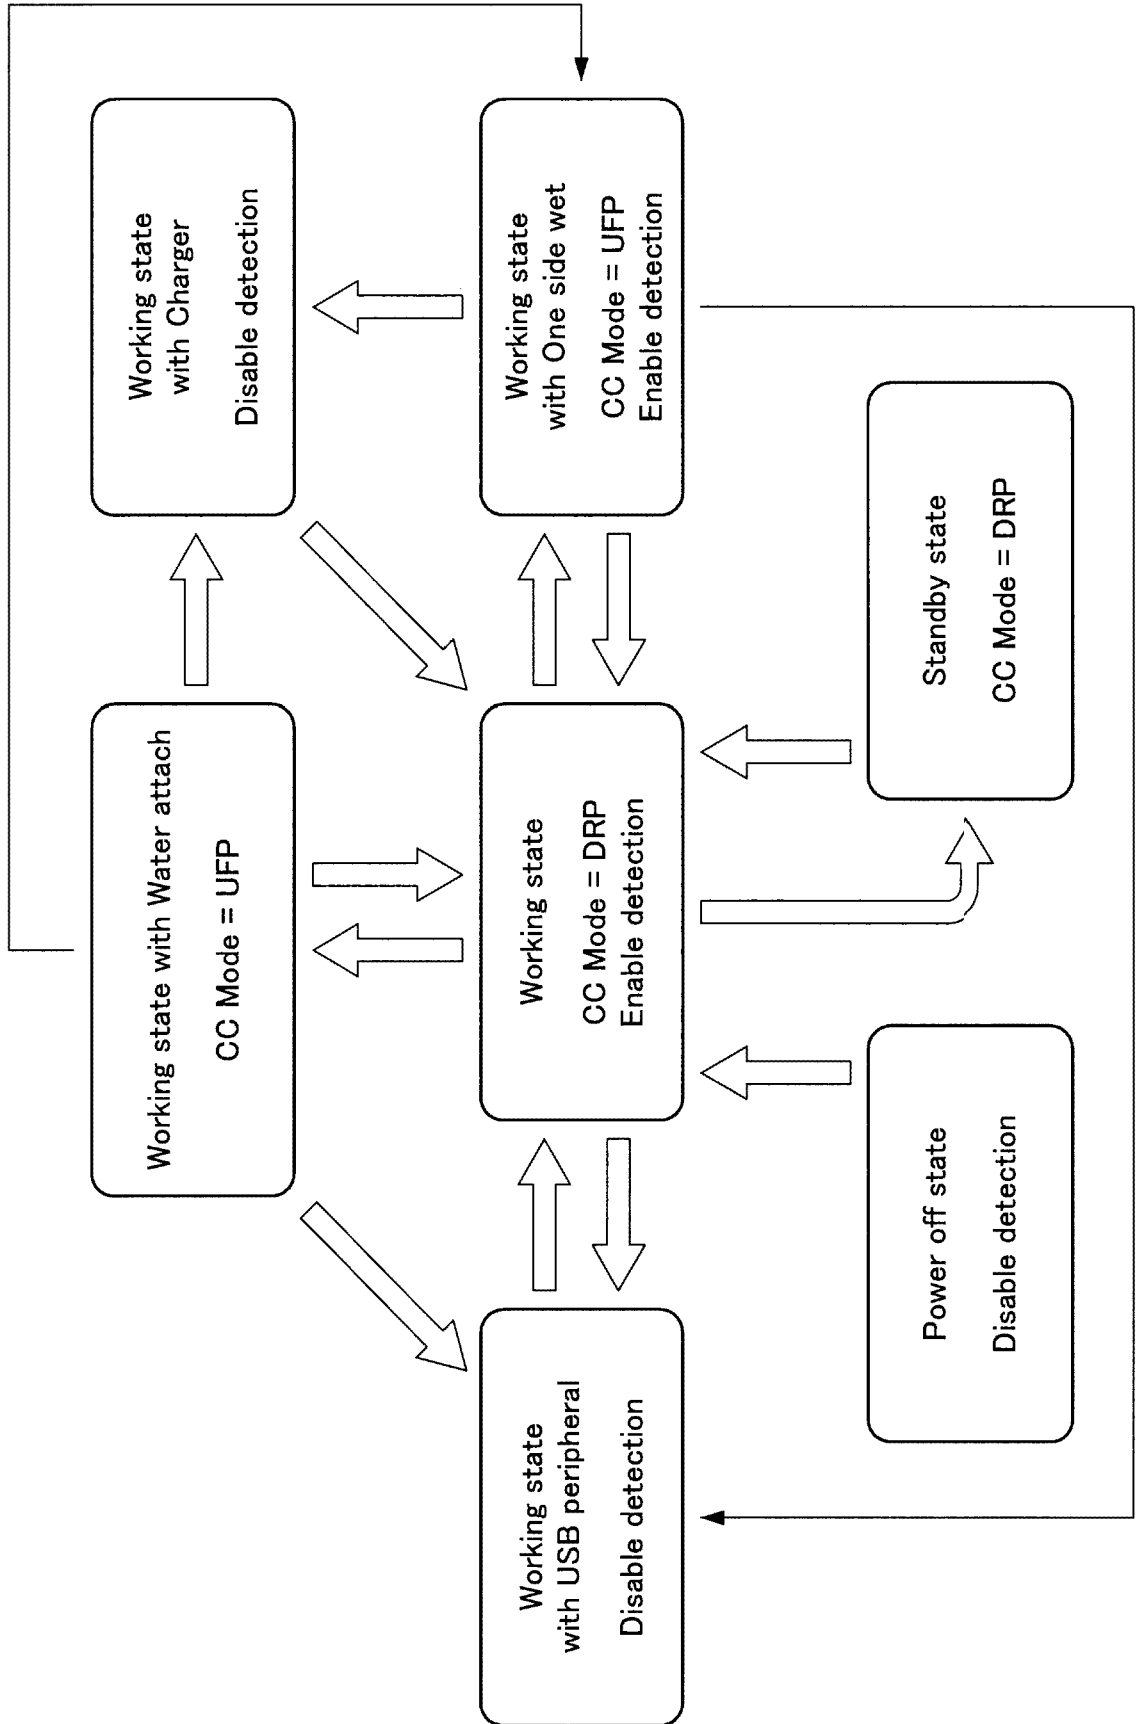 Working state with Water attach
CC Mode = UFP
Working state
with Charger
Disable detection
Working state
with USB peripheral
Disable detection
Working state
CC Mode = DRP
Enable detection
Working state
with One side wet
CC Mode = UFP
Enable detection
Power off state
Disable detection
Standby state
CC Mode = DRP